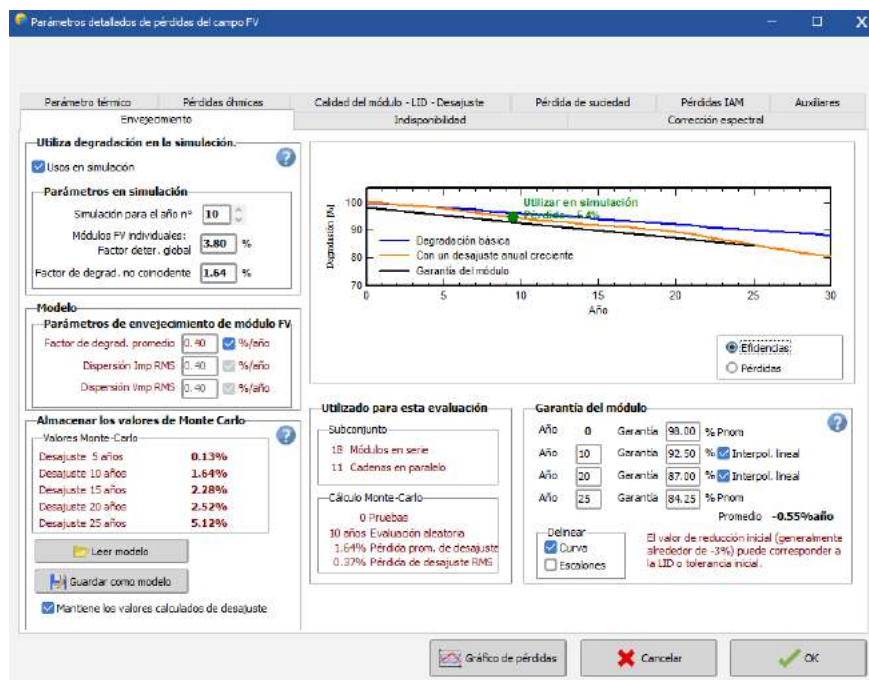 Parámetros detallados de pérdidas del campo FV
Parámetro térmico
Pérdidas óhmicas
Calidad del módulo - LID - Desajuste
Pérdida de suciedad
Pérdidas IAM
Auxiliares
Envejecimiento
Indisponibilidad
Corrección espectral
Utiliza degradación en la simulación.
Usos en simulación
Parámetros en simulación
Simulación para el año nº 10
Módulos FV individuales:
Factor deter. global 3.80 %
Factor de degrad. no coincidente 1.64 %
Modelo
Parámetros de envejecimiento de módulo FV
Factor de degrad. promedio 0.40 %/año
Dispersión Imp RMS 0.40 %/año
Dispersión Vmp RMS 0.40 %/año
Almacenar los valores de Monte Carlo
Valores Monte-Carlo
Desajuste 5 años 0.13%
Desajuste 10 años 1.64%
Desajuste 15 años 2.28%
Desajuste 20 años 2.52%
Desajuste 25 años 5.12%
Leer modelo
Guardar como modelo
Mantiene los valores calculados de desajuste
Degradación [%]
100
90
80
70
Utilizar en simulación
Pérdida - 5.4%
Degradación básica
Con un desajuste anual creciente
Garantía del módulo
0 5 10 15 20 25 30
Año
Eficiencias
Pérdidas
Utilizado para esta evaluación
Subconjunto
18 Módulos en serie
11 Cadenas en paralelo
Cálculo Monte-Carlo
0 Pruebas
10 años Evaluación aleatoria
1.64% Pérdida prom. de desajuste
0.37% Pérdida de desajuste RMS
Garantía del módulo
Año 0 Garantía 98.00 % Pnom
Año 10 Garantía 92.50 % Interpol. lineal
Año 20 Garantía 87.00 % Interpol. lineal
Año 25 Garantía 84.25 % Pnom
Promedio -0.55%año
Delinear
Curva
Escalones
El valor de reducción inicial (generalmente
alrededor de -3%) puede corresponder a
la LID o tolerancia inicial.
Gráfico de pérdidas
Cancelar
OK